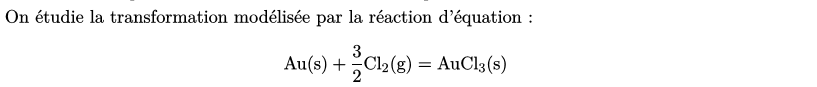 On étudie la transformation modélisée par la réaction d'équation :
Au(s) + 3/2 Cl₂(g) = AuCl₃(s)